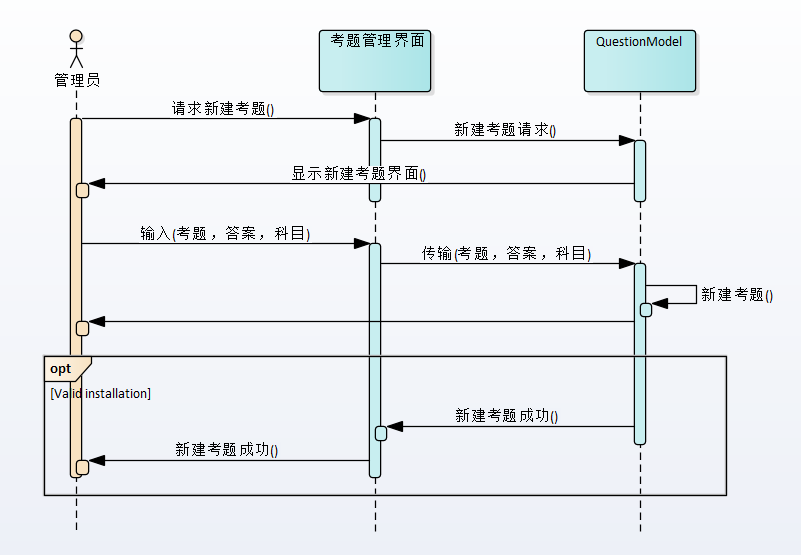 考题管理界面
QuestionModel
管理员
请求新建考题()
新建考题请求()
显示新建考题界面()
输入(考题，答案，科目)
传输(考题，答案，科目)
新建考题()
opt
[Valid installation]
新建考题成功()
新建考题成功()